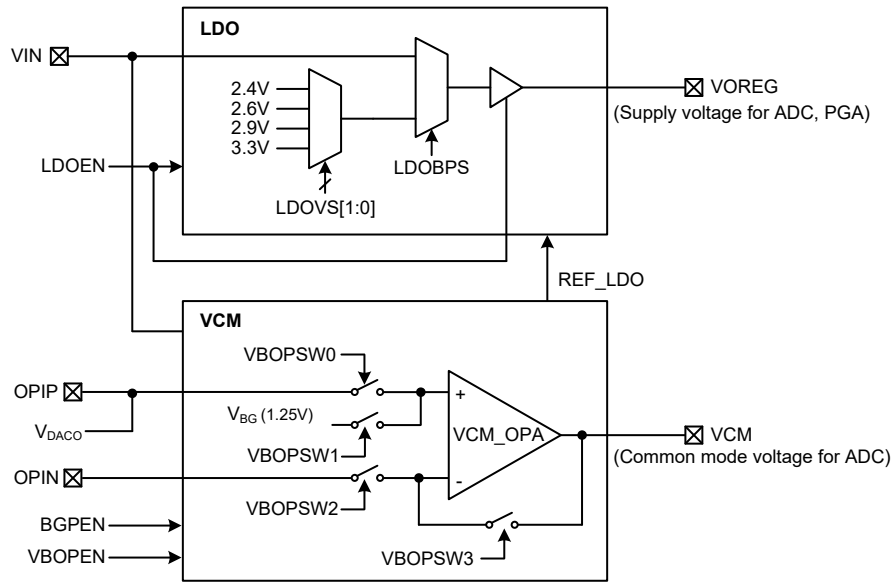 LDO
VIN
VOREG
(Supply voltage for ADC, PGA)
2.4V
2.6V
2.9V
3.3V
LDOEN
LDOBPS
LDOVS[1:0]
REF_LDO
VCM
VBOPSW0
OPIP
VDACO
VBG (1.25V)
+
VCM_OPA
-
VCM
(Common mode voltage for ADC)
VBOPSW1
OPIN
VBOPSW2
BGPEN
VBOPEN
VBOPSW3